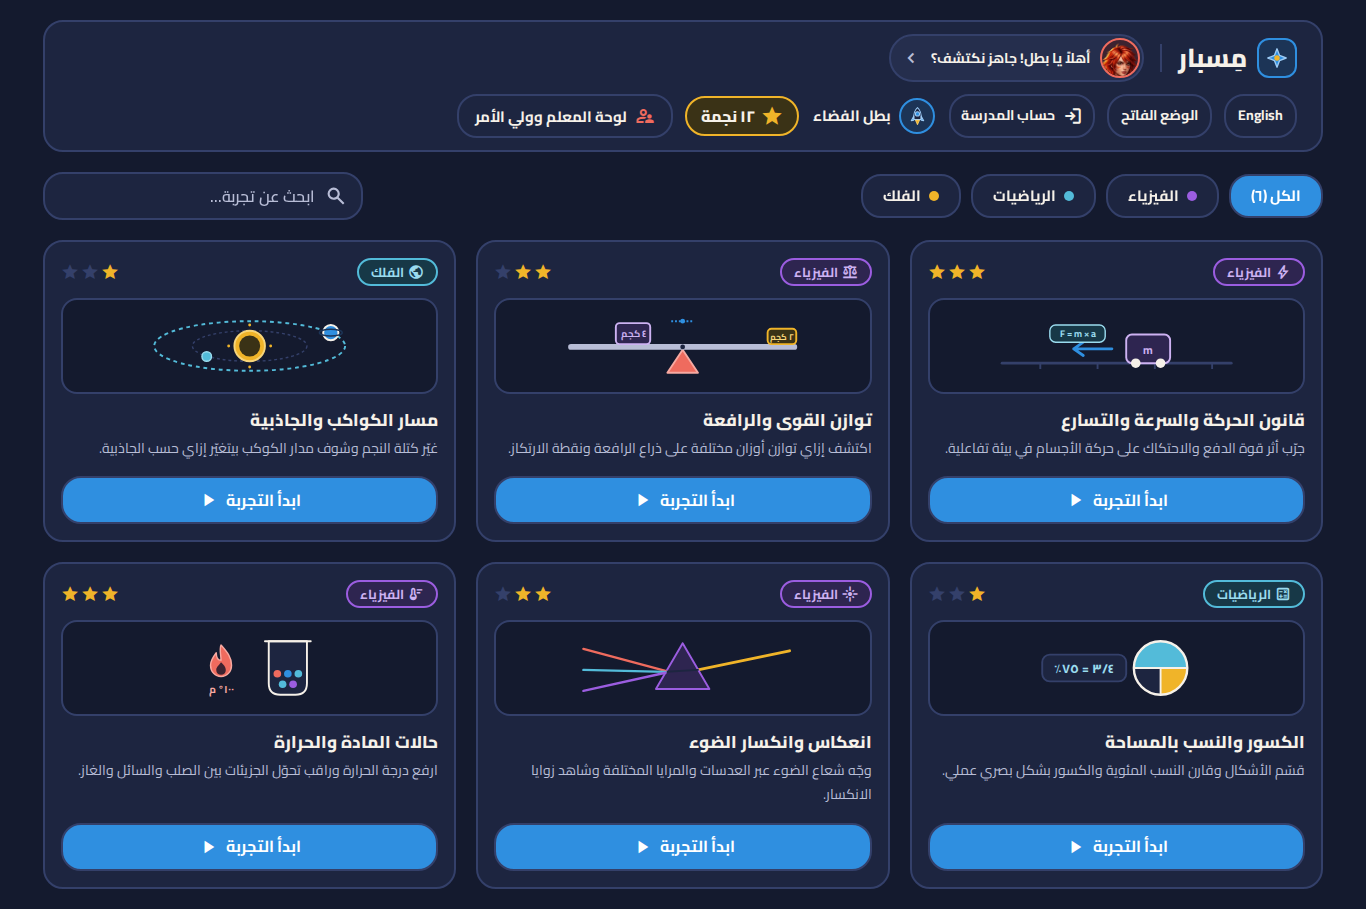 مِسبار
أهلاً يا بطل! جاهز نكتشف؟
English
الوضع الفاتح
حساب المدرسة
بطل الفضاء
١٢ نجمة
لوحة المعلم وولي الأمر
الكل (٦)
الفيزياء
الرياضيات
الفلك
ابحث عن تجربة...
الفيزياء
F = m × a
m
قانون الحركة والسرعة والتسارع
جرّب أثر قوة الدفع والاحتكاك على حركة الأجسام في بيئة تفاعلية.
ابدأ التجربة
الفيزياء
٢ كجم
٤ كجم
توازن القوى والرافعة
اكتشف إزاي توازن أوزان مختلفة على ذراع الرافعة ونقطة الارتكاز.
ابدأ التجربة
الفلك
مسار الكواكب والجاذبية
غيّر كتلة النجم وشوف مدار الكوكب بيتغيّر إزاي حسب الجاذبية.
ابدأ التجربة
الرياضيات
٣/٤ = ٧٥٪
الكسور والنسب بالمساحة
قسّم الأشكال وقارن النسب المئوية والكسور بشكل بصري عملي.
ابدأ التجربة
الفيزياء
انعكاس وانكسار الضوء
وجّه شعاع الضوء عبر العدسات والمرايا المختلفة وشاهد زوايا
الانكسار.
ابدأ التجربة
الفيزياء
١٠٠° م
حالات المادة والحرارة
ارفع درجة الحرارة وراقب تحوّل الجزيئات بين الصلب والسائل والغاز.
ابدأ التجربة